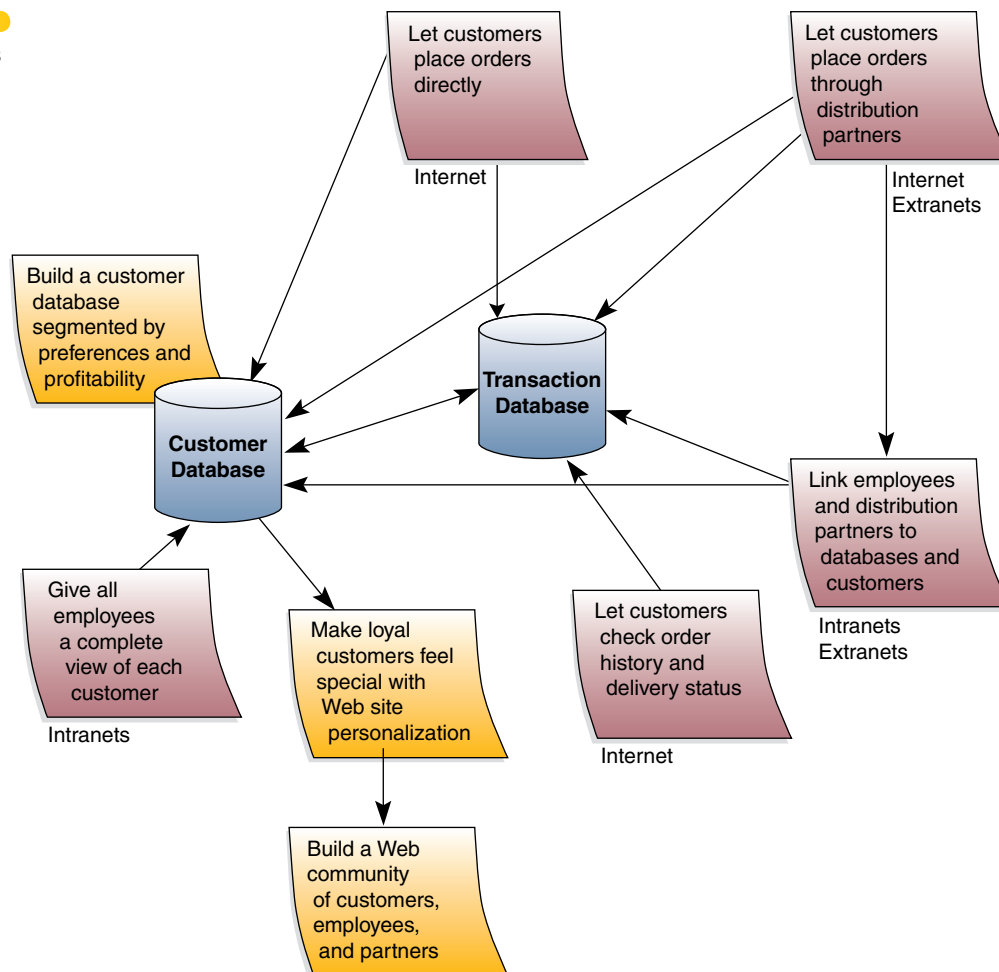 Let customers
place orders
directly
Internet
Let customers
place orders
through
distribution
partners
Internet
Extranets
Build a customer
database
segmented by
preferences and
profitability
Customer
Database
Transaction
Database
Link employees
and distribution
partners to
databases and
customers
Intranets
Extranets
Give all
employees
a complete
view of each
customer
Intranets
Make loyal
customers feel
special with
Web site
personalization
Let customers
check order
history and
delivery status
Internet
Build a Web
community
of customers,
employees,
and partners